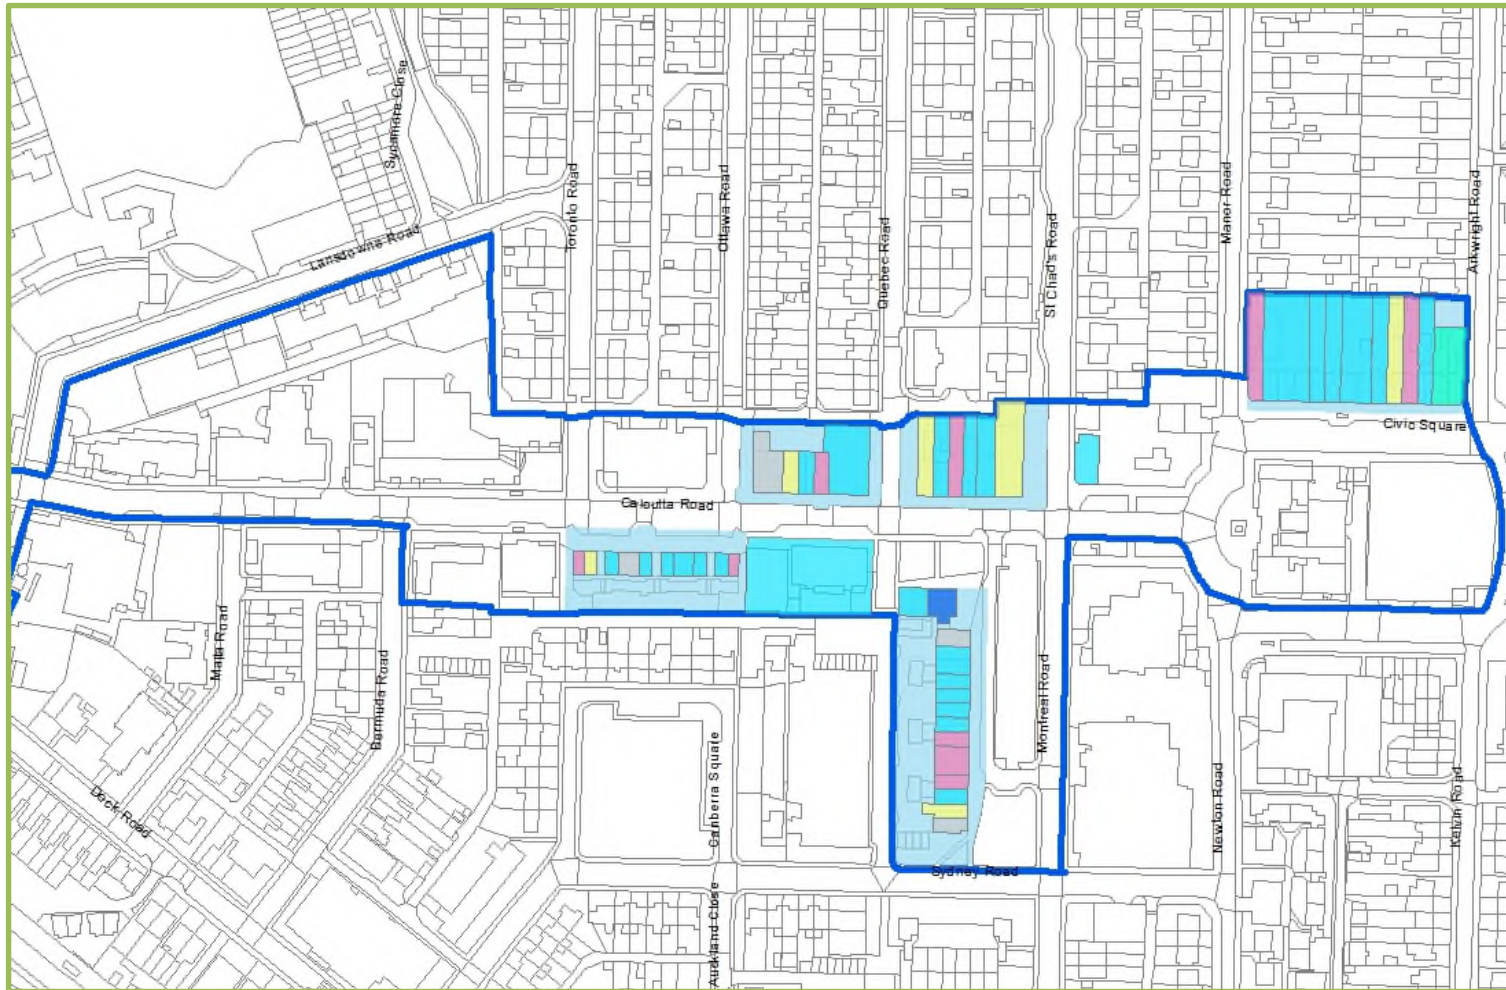 Sycamore Close
Lansdowne Road
Toronto Road
Ottawa Road
Quebec Road
St Chad's Road
Manor Road
Arkwright Road
Civic Square
Calcutta Road
Malta Road
Bermuda Road
Dock Road
Canberra Square
Auckland Close
Montreal Road
Sydney Road
Newton Road
Kelvin Road